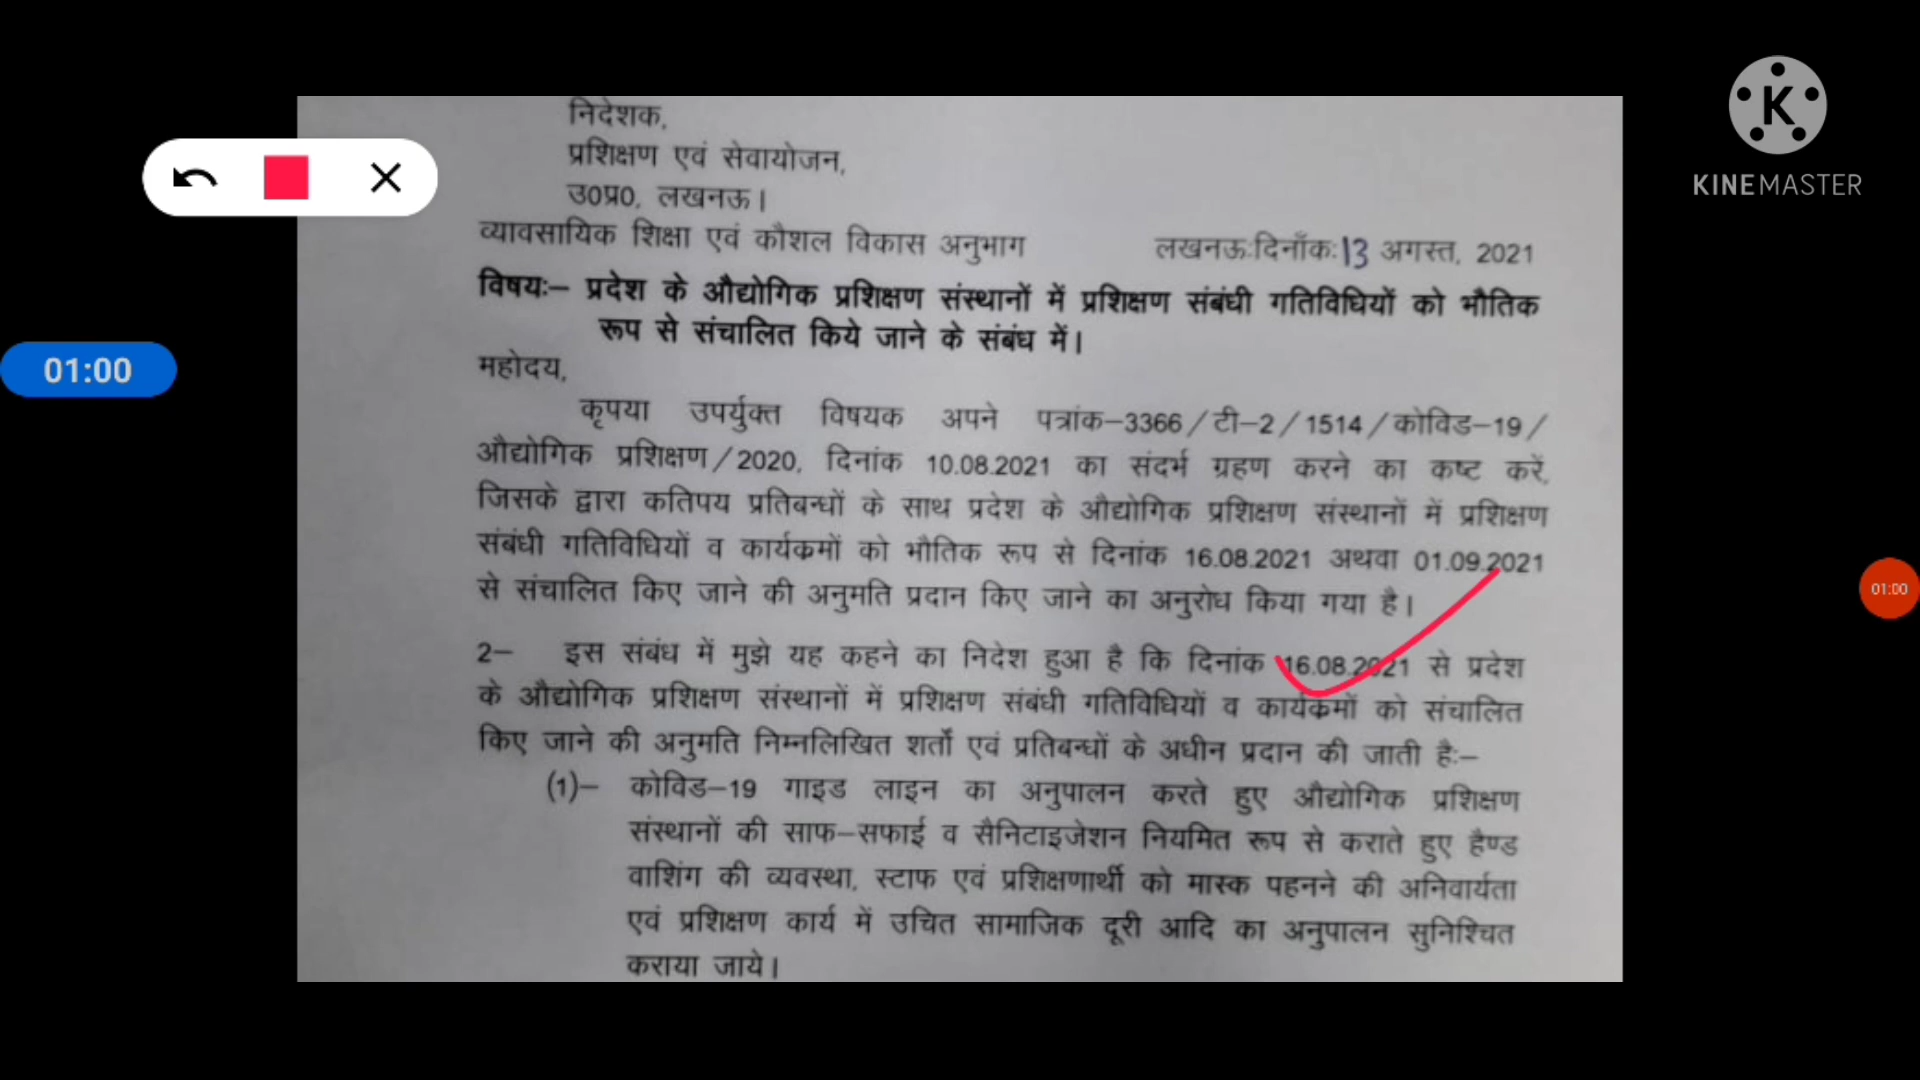 निदेशक,
प्रशिक्षण एवं सेवायोजन,
उ0प्र0, लखनऊ।
व्यावसायिक शिक्षा एवं कौशल विकास अनुभाग लखनऊ:दिनाँक:13 अगस्त, 2021
विषयः– प्रदेश के औद्योगिक प्रशिक्षण संस्थानों में प्रशिक्षण संबंधी गतिविधियों को भौतिक
रूप से संचालित किये जाने के संबंध में।
महोदय,
कृपया उपर्युक्त विषयक अपने पत्रांक–3366/टी–2/1514/कोविड–19/
औद्योगिक प्रशिक्षण/2020, दिनांक 10.08.2021 का संदर्भ ग्रहण करने का कष्ट करें,
जिसके द्वारा कतिपय प्रतिबन्धों के साथ प्रदेश के औद्योगिक प्रशिक्षण संस्थानों में प्रशिक्षण
संबंधी गतिविधियों व कार्यक्रमों को भौतिक रूप से दिनांक 16.08.2021 अथवा 01.09.2021
से संचालित किए जाने की अनुमति प्रदान किए जाने का अनुरोध किया गया है।
2– इस संबंध में मुझे यह कहने का निदेश हुआ है कि दिनांक 16.08.2021 से प्रदेश
के औद्योगिक प्रशिक्षण संस्थानों में प्रशिक्षण संबंधी गतिविधियों व कार्यक्रमों को संचालित
किए जाने की अनुमति निम्नलिखित शर्तों एवं प्रतिबन्धों के अधीन प्रदान की जाती हैः–
(1)– कोविड–19 गाइड लाइन का अनुपालन करते हुए औद्योगिक प्रशिक्षण
संस्थानों की साफ–सफाई व सैनिटाइजेशन नियमित रूप से कराते हुए हैण्ड
वाशिंग की व्यवस्था, स्टाफ एवं प्रशिक्षणार्थी को मास्क पहनने की अनिवार्यता
एवं प्रशिक्षण कार्य में उचित सामाजिक दूरी आदि का अनुपालन सुनिश्चित
कराया जाये।
01:00
K
KINEMASTER
01:00